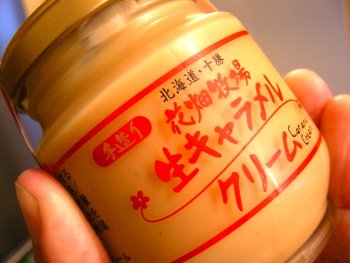 北海道・十勝
手造り
花畑牧場
生キャラメル
クリーム
Caramel
Cream